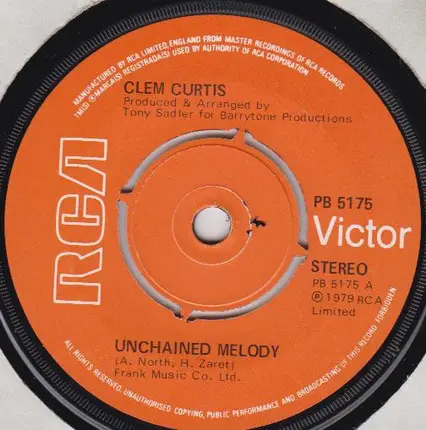 MANUFACTURED BY RCA LIMITED, ENGLAND FROM MASTER RECORDINGS OF RCA RECORDS
TM(S) ® MARCA(S) REGISTRADA(S) USED BY AUTHORITY OF RCA CORPORATION
CLEM CURTIS
Produced & Arranged by
Tony Sadler for Barrytone Productions
RCA
PB 5175
Victor
STEREO
PB 5175 A
Ⓟ 1979 RCA
Limited
UNCHAINED MELODY
(A. North, H. Zaret)
Frank Music Co. Ltd.
ALL RIGHTS RESERVED. UNAUTHORISED COPYING, PUBLIC PERFORMANCE AND BROADCASTING OF THIS RECORD FORBIDDEN